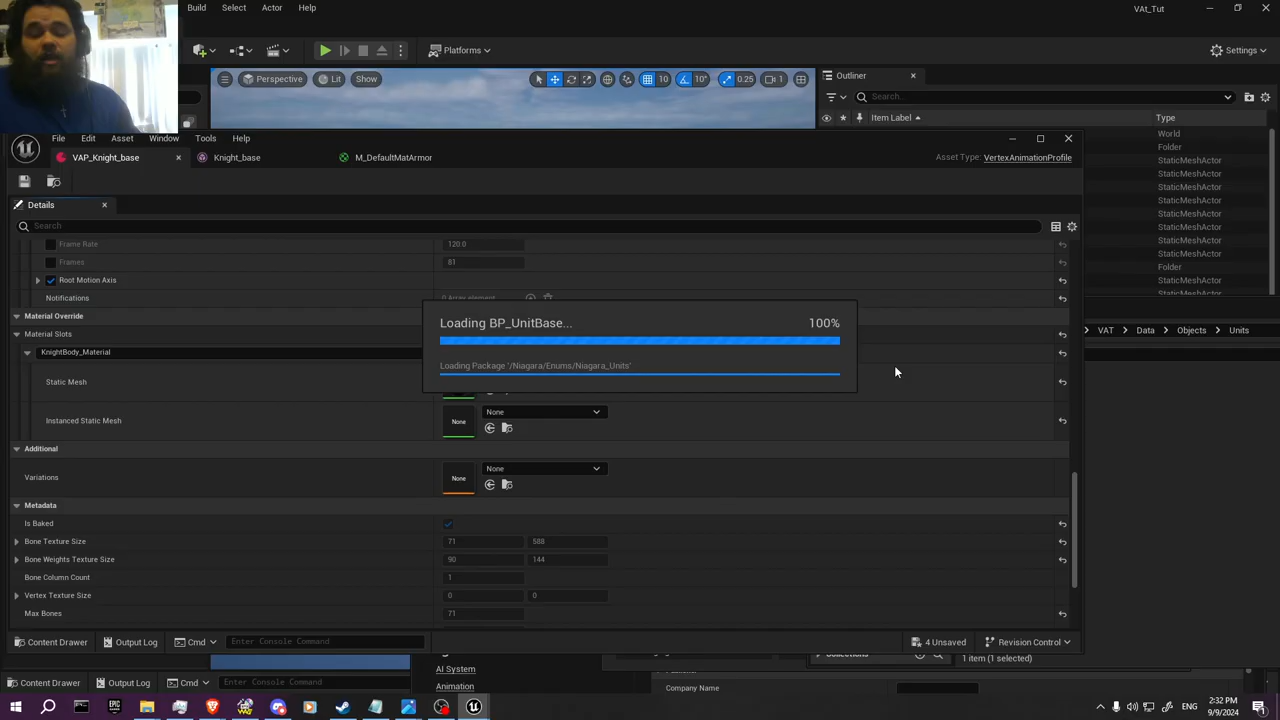 Build Select Actor Help
VAt_Tut
Platforms
Settings
Perspective Lit Show
10 10° 0.25 1
Outliner
Search...
Item Label Type
World
Folder
StaticMeshActor
StaticMeshActor
StaticMeshActor
StaticMeshActor
StaticMeshActor
StaticMeshActor
StaticMeshActor
StaticMeshActor
Folder
StaticMeshActor
StaticMeshActor
File Edit Asset Window Tools Help
VAP_Knight_base Knight_base M_DefaultMatArmor
Asset Type: VertexAnimationProfile
Details
Search
Frame Rate 120.0
Frames 81
Root Motion Axis
Notifications 0 Array element
Material Override
Material Slots
KnightBody_Material
Static Mesh
Instanced Static Mesh None None
Additional
Variations None None
Metadata
Is Baked
Bone Texture Size 71 588
Bone Weights Texture Size 90 144
Bone Column Count 1
Vertex Texture Size 0 0
Max Bones 71
Loading BP_UnitBase... 100%
Loading Package '/Niagara/Enums/Niagara_Units'
VAT Data Objects Units
Content Drawer Output Log Cmd Enter Console Command
4 Unsaved Revision Control
Collections
1 item (1 selected)
AI System
Animation
Company Name
Content Drawer Output Log Cmd Enter Console Command
2:32 PM
9/9/2024